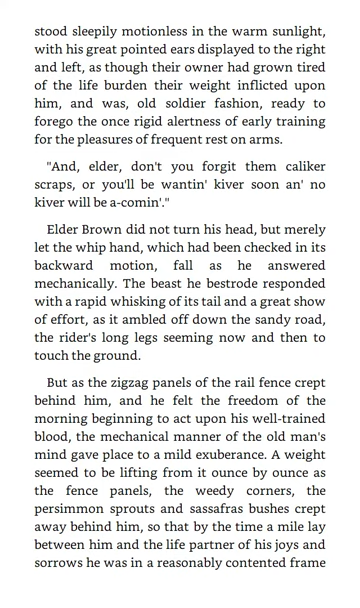 stood sleepily motionless in the warm sunlight,
with his great pointed ears displayed to the right
and left, as though their owner had grown tired
of the life burden their weight inflicted upon
him, and was, old soldier fashion, ready to
forego the once rigid alertness of early training
for the pleasures of frequent rest on arms.
"And, elder, don't you forgit them caliker
scraps, or you'll be wantin' kiver soon an' no
kiver will be a-comin'."
Elder Brown did not turn his head, but merely
let the whip hand, which had been checked in its
backward motion, fall as he answered
mechanically. The beast he bestrode responded
with a rapid whisking of its tail and a great show
of effort, as it ambled off down the sandy road,
the rider's long legs seeming now and then to
touch the ground.
But as the zigzag panels of the rail fence crept
behind him, and he felt the freedom of the
morning beginning to act upon his well-trained
blood, the mechanical manner of the old man's
mind gave place to a mild exuberance. A weight
seemed to be lifting from it ounce by ounce as
the fence panels, the weedy corners, the
persimmon sprouts and sassafras bushes crept
away behind him, so that by the time a mile lay
between him and the life partner of his joys and
sorrows he was in a reasonably contented frame